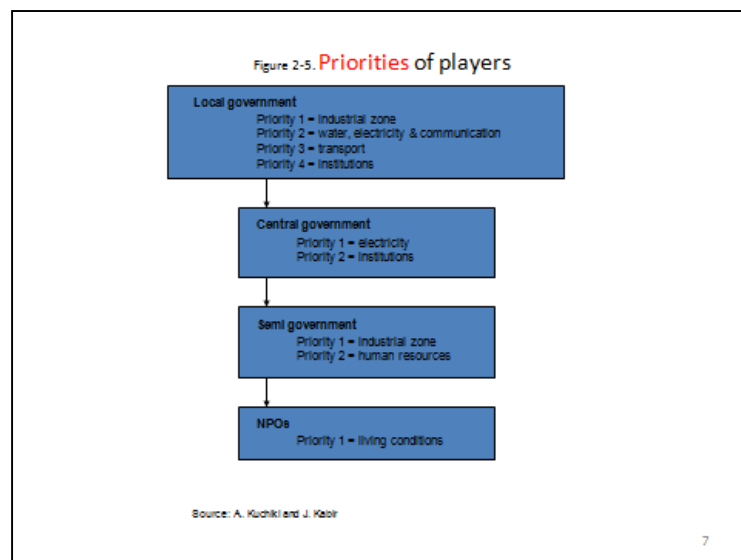 Figure 2-5. Priorities of players
Local government
Priority 1 = industrial zone
Priority 2 = water, electricity & communication
Priority 3 = transport
Priority 4 = institutions
Central government
Priority 1 = electricity
Priority 2 = institutions
Semi government
Priority 1 = industrial zone
Priority 2 = human resources
NPOs
Priority 1 = living conditions
Source: A. Kuchiki and J. Kabir
7